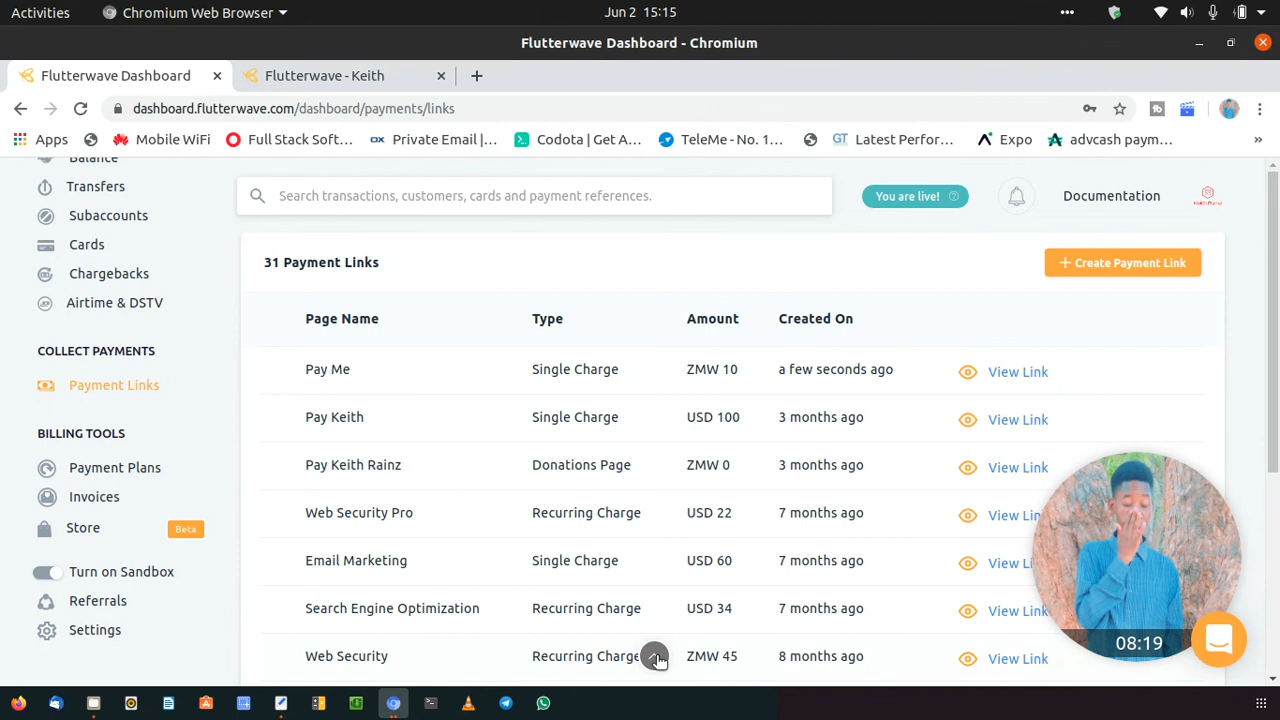 Activities
Chromium Web Browser
Jun 2 15:15
Flutterwave Dashboard - Chromium
Flutterwave Dashboard
Flutterwave - Keith
dashboard.flutterwave.com/dashboard/payments/links
Apps
Mobile WiFi
Full Stack Soft...
Private Email |...
Codota | Get A...
TeleMe - No. 1...
GT Latest Perfor...
Expo
advcash paym...
»
Balance
Transfers
Subaccounts
Cards
Chargebacks
Airtime & DSTV
COLLECT PAYMENTS
Payment Links
BILLING TOOLS
Payment Plans
Invoices
Store
Beta
Turn on Sandbox
Referrals
Settings
Search transactions, customers, cards and payment references.
You are live!
Documentation
31 Payment Links
+ Create Payment Link
Page Name Type Amount Created On
Pay Me Single Charge ZMW 10 a few seconds ago View Link
Pay Keith Single Charge USD 100 3 months ago View Link
Pay Keith Rainz Donations Page ZMW 0 3 months ago View Link
Web Security Pro Recurring Charge USD 22 7 months ago View Lin
Email Marketing Single Charge USD 60 7 months ago View Li
Search Engine Optimization Recurring Charge USD 34 7 months ago View Link
Web Security Recurring Charge ZMW 45 8 months ago View Link
08:19